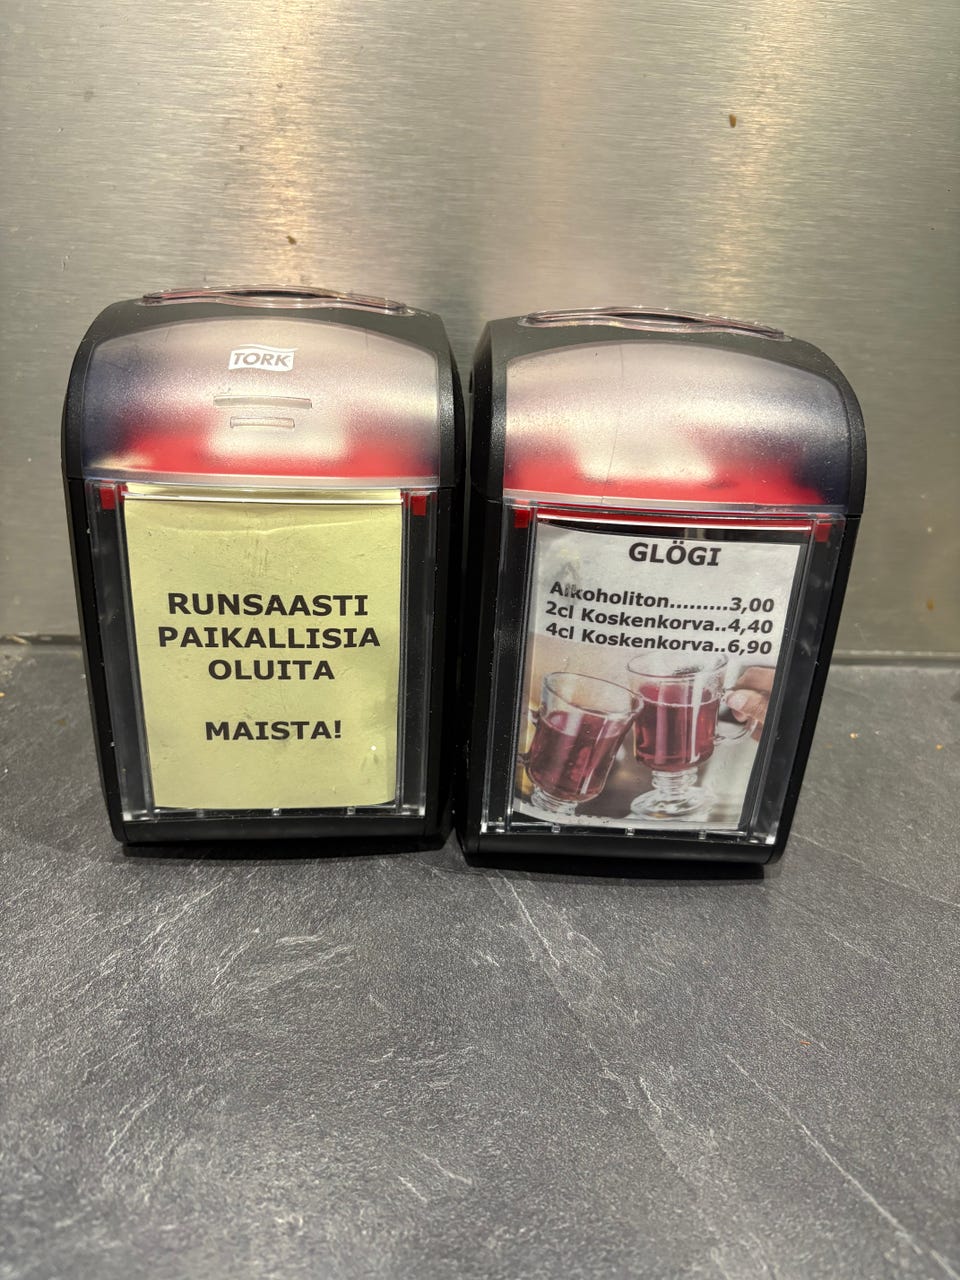 TORK
RUNSAASTI
PAIKALLISIA
OLUITA
MAISTA!
GLÖGI
Alkoholiton.........3,00
2cl Koskenkorva..4,40
4cl Koskenkorva..6,90